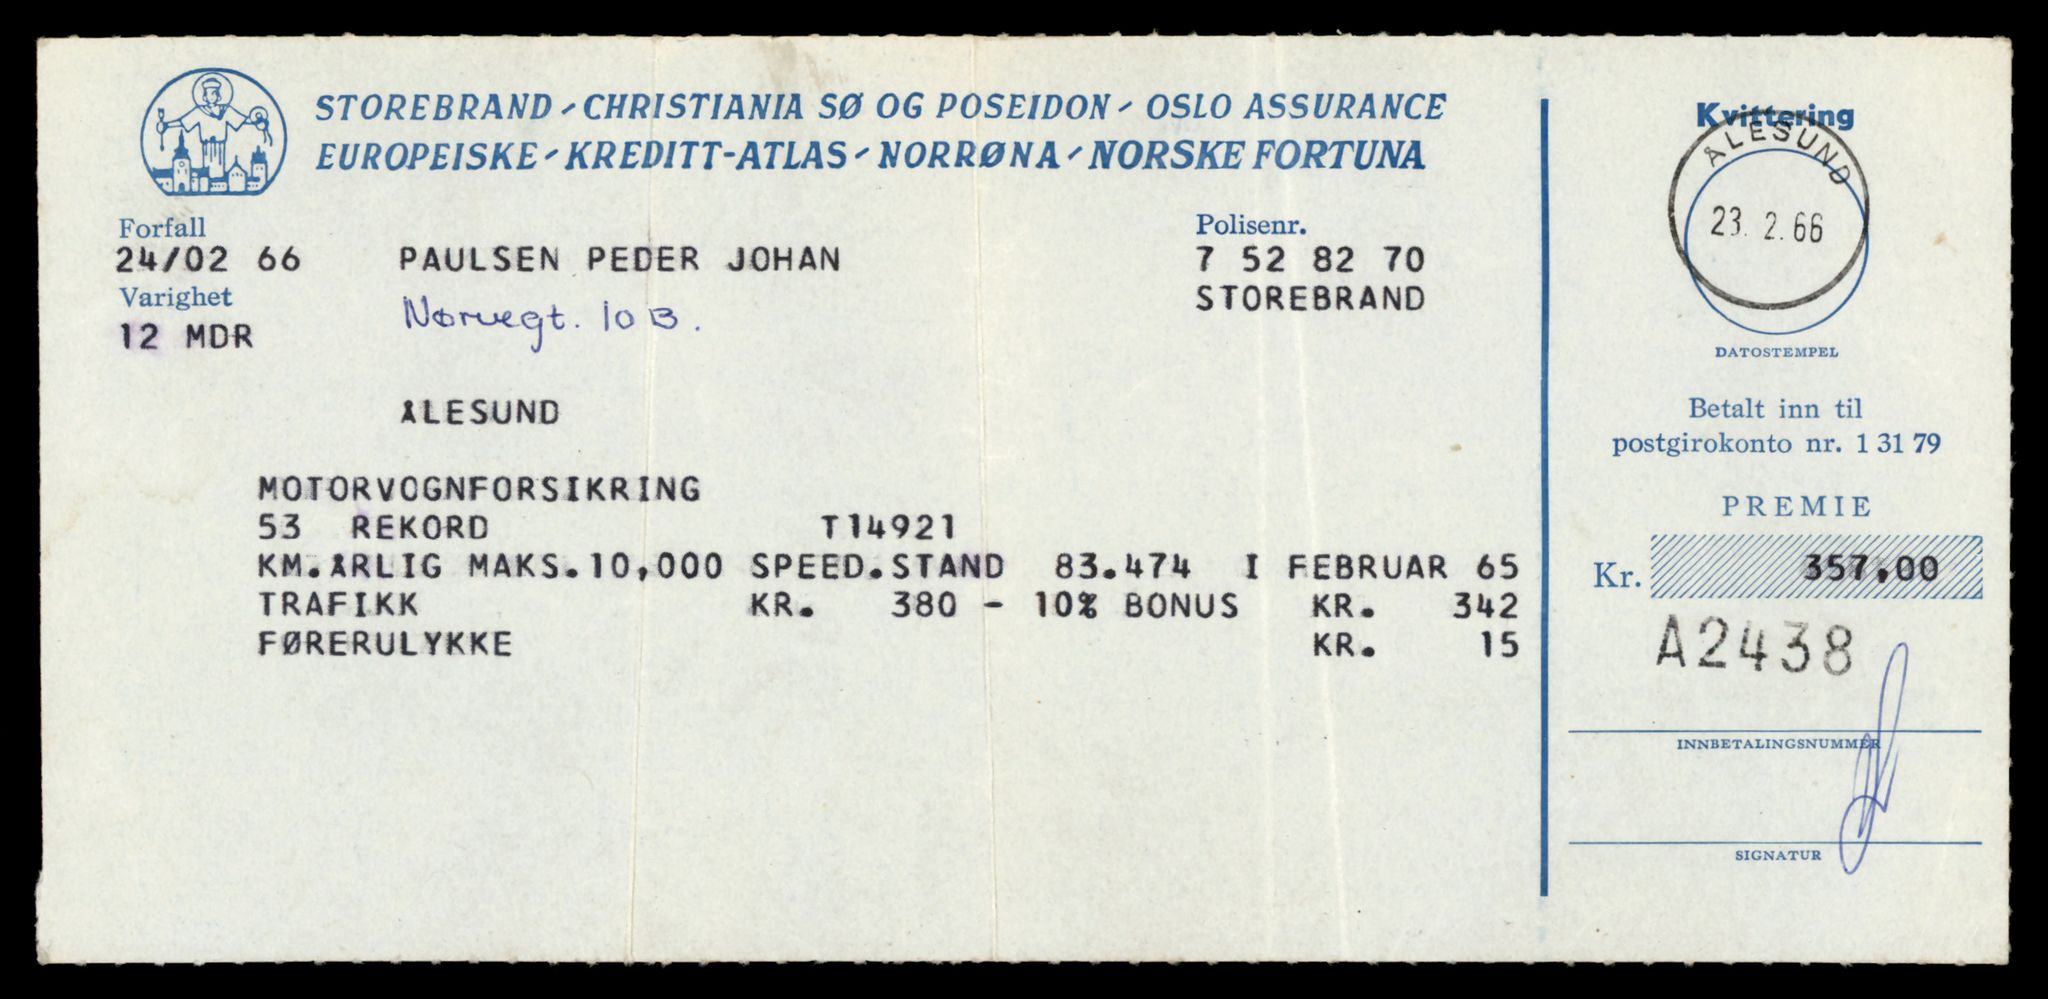 STOREBRAND - CHRISTIANIA SØ OG POSEIDON - OSLO ASSURANCE
EUROPEISKE - KREDITT-ATLAS - NORRØNA - NORSKE FORTUNA
Forfall
24/02 66 PAULSEN PEDER JOHAN
Varighet
12 MDR
Norvegt. 10 B.
ÅLESUND
Polisenr.
7 52 82 70
STOREBRAND
MOTORVOGNFORSIKRING
53 REKORD T14921
KM.ÅRLIG MAKS.10,000 SPEED.STAND 83.474 I FEBRUAR 65
TRAFIKK KR. 380 - 10% BONUS KR. 342
FØRERULYKKE KR. 15
Kvittering
ÅLESUND
23. 2. 66
DATOSTEMPEL
Betalt inn til
postgirokonto nr. 1 31 79
PREMIE
Kr. 357,00
A2438
INNBETALINGSNUMMER
SIGNATUR